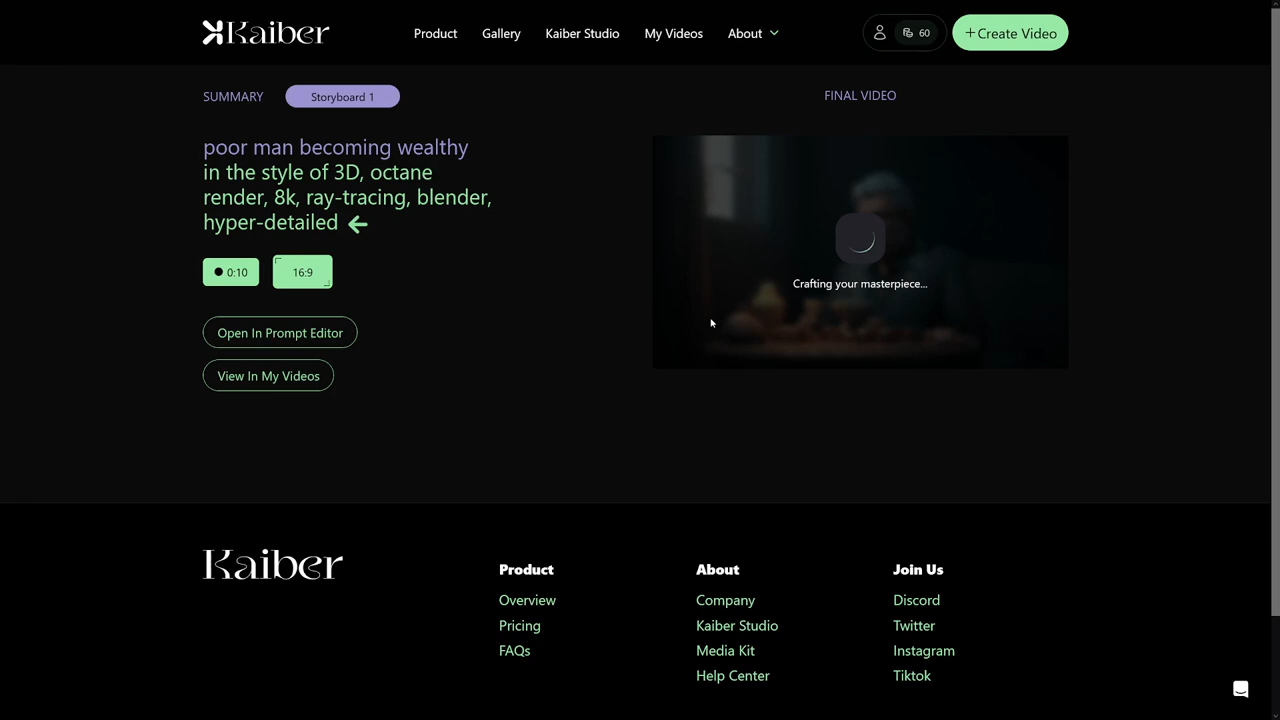 Kaiber
Product
Gallery
Kaiber Studio
My Videos
About
60
+Create Video
SUMMARY
Storyboard 1
FINAL VIDEO
poor man becoming wealthy
in the style of 3D, octane
render, 8k, ray-tracing, blender,
hyper-detailed
0:10
16:9
Crafting your masterpiece...
Open In Prompt Editor
View In My Videos
Kaiber
Product
Overview
Pricing
FAQs
About
Company
Kaiber Studio
Media Kit
Help Center
Join Us
Discord
Twitter
Instagram
Tiktok